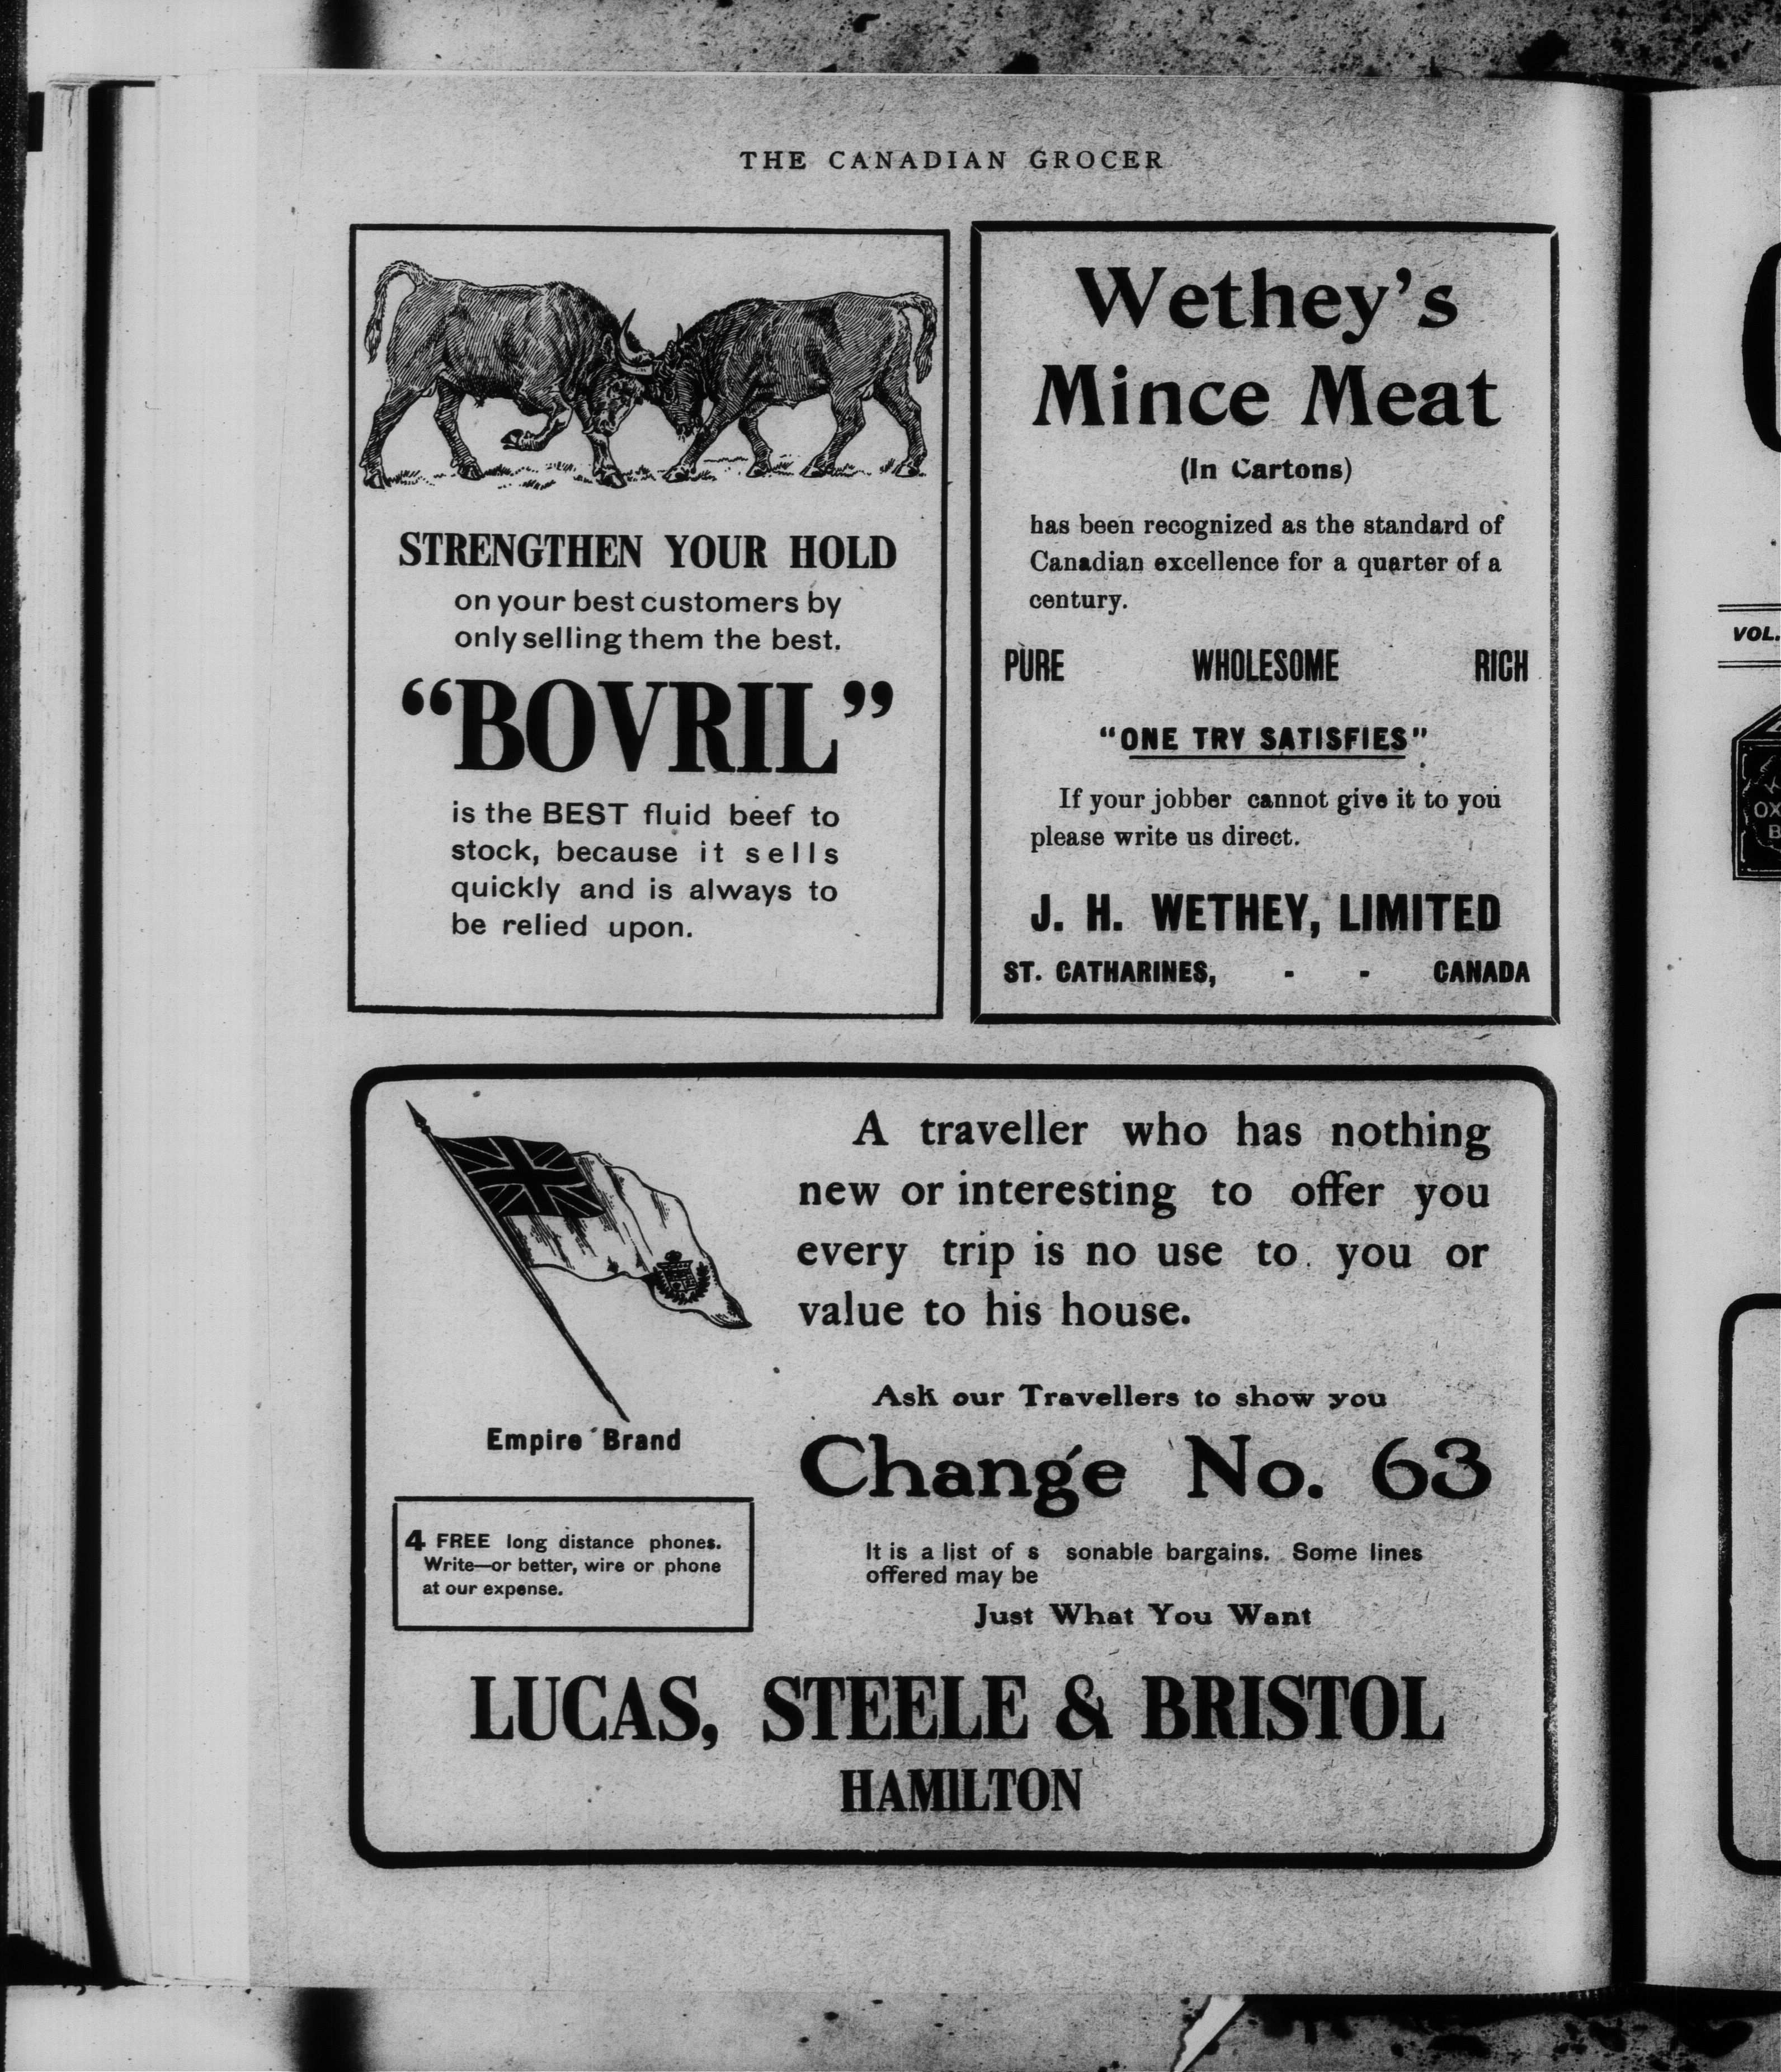 THE CANADIAN GROCER
STRENGTHEN YOUR HOLD
on your best customers by
only selling them the best.
“BOVRIL”
is the BEST fluid beef to
stock, because it sells
quickly and is always to
be relied upon.
Wethey's
Mince Meat
(In Cartons)
has been recognized as the standard of
Canadian excellence for a quarter of a
century.
PURE WHOLESOME RICH
“ONE TRY SATISFIES”
If your jobber cannot give it to you
please write us direct.
J. H. WETHEY, LIMITED
ST. CATHARINES, - - CANADA
Empire Brand
4 FREE long distance phones.
Write—or better, wire or phone
at our expense.
A traveller who has nothing
new or interesting to offer you
every trip is no use to you or
value to his house.
Ask our Travellers to show you
Change No. 63
It is a list of s sonable bargains. Some lines
offered may be
Just What You Want
LUCAS, STEELE & BRISTOL
HAMILTON
VOL.
OX
B